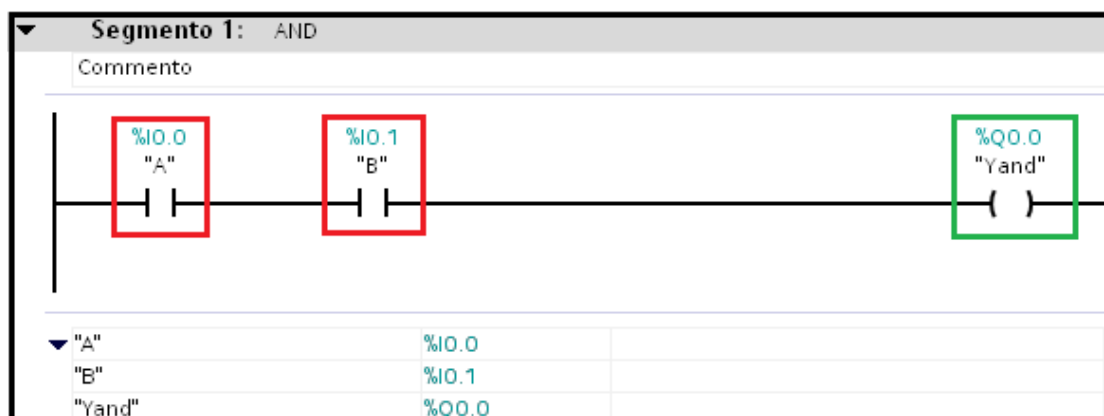 Segmento 1: AND
Commento
%I0.0 %I0.1 %Q0.0
"A" "B" "Yand"
"A" %I0.0
"B" %I0.1
"Yand" %Q0.0